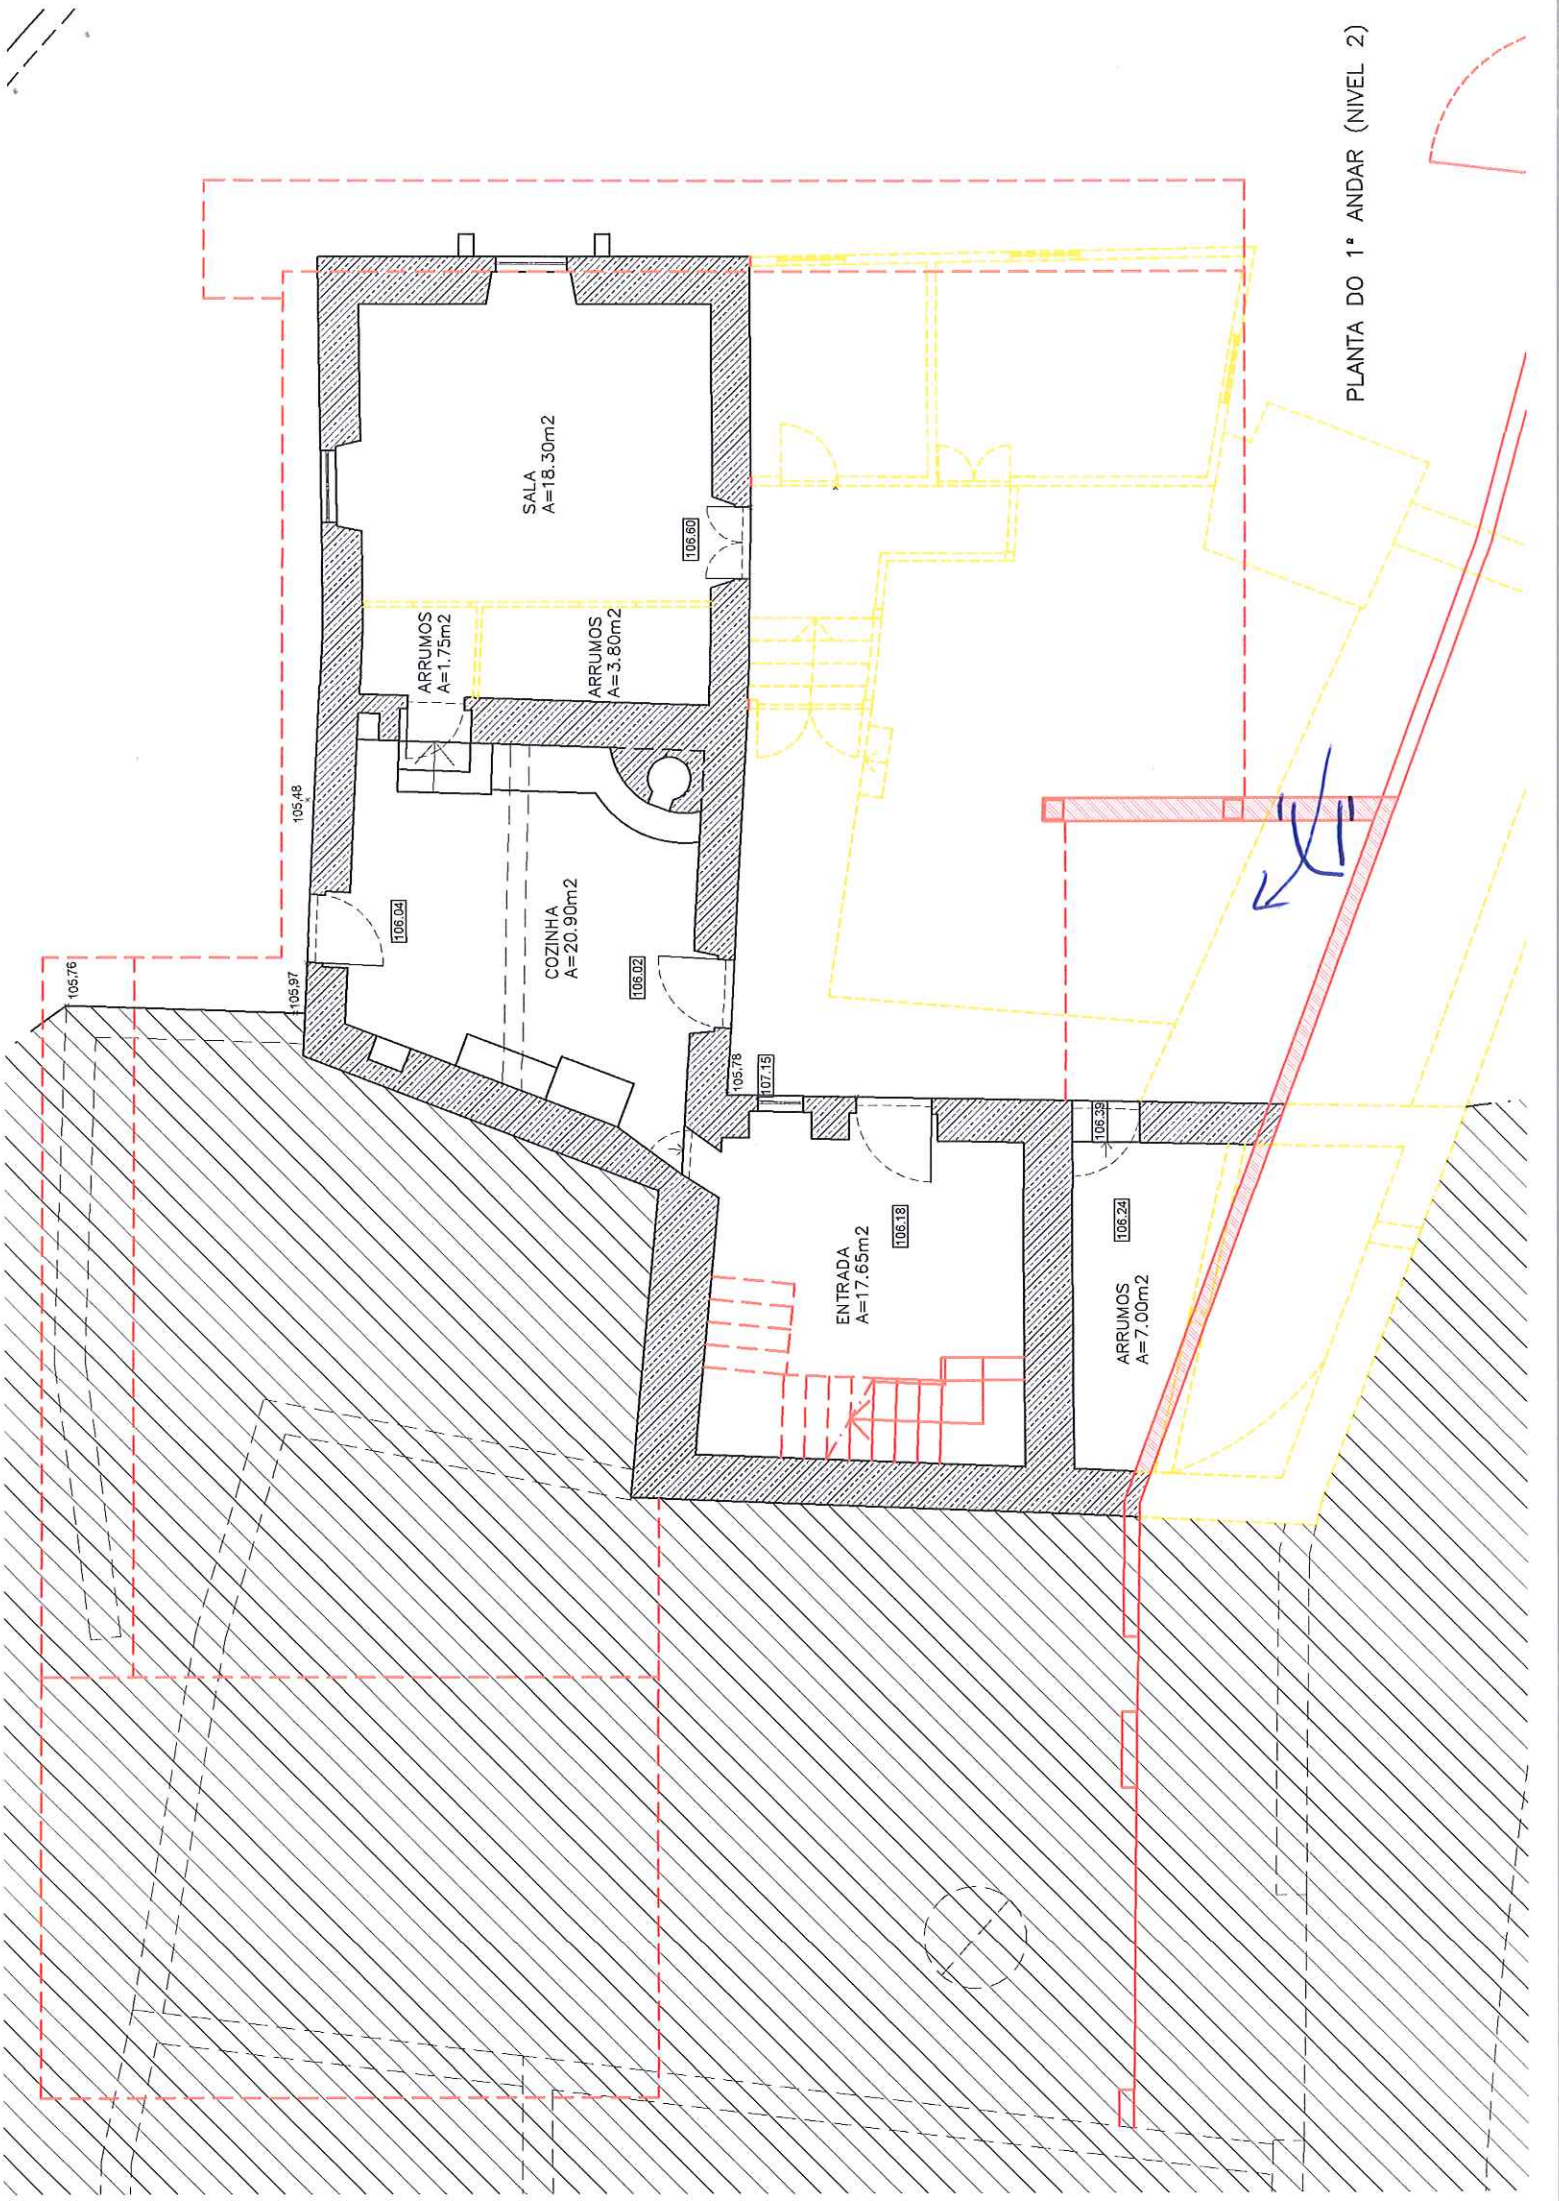 PLANTA DO 1º ANDAR (NIVEL 2)
SALA
A=18.30m2
106.60
ARRUMOS
A=1.75m2
ARRUMOS
A=3.80m2
105,48
106.04
COZINHA
A=20.90m2
106.02
105,76
105,97
105,78
107.15
106.39
106.18
106.24
ENTRADA
A=17.65m2
ARRUMOS
A=7.00m2